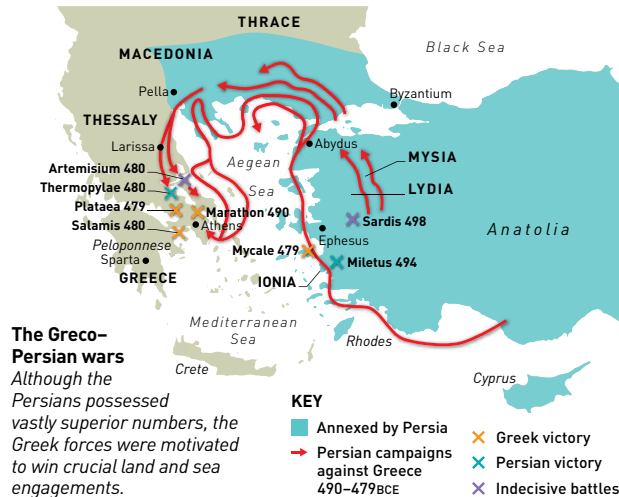 THRACE
Black Sea
MACEDONIA
Pella
Byzantium
THESSALY
Larissa
Abydus
Aegean
Sea
MYSIA
LYDIA
Artemisium 480
Thermopylae 480
Plataea 479
Marathon 490
Salamis 480
Athens
Sardis 498
Anatolia
Ephesus
Peloponnese
Sparta
Mycale 479
Miletus 494
GREECE
IONIA
Mediterranean
Sea
Rhodes
Crete
Cyprus
The Greco–
Persian wars
Although the
Persians possessed
vastly superior numbers, the
Greek forces were motivated
to win crucial land and sea
engagements.
KEY
Annexed by Persia
Persian campaigns
against Greece
490–479BCE
Greek victory
Persian victory
Indecisive battles